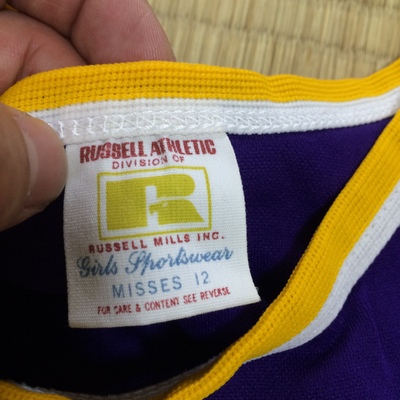 RUSSELL ATHLETIC
DIVISION OF
R
RUSSELL MILLS INC.
Girls Sportswear
MISSES 12
FOR CARE & CONTENT SEE REVERSE